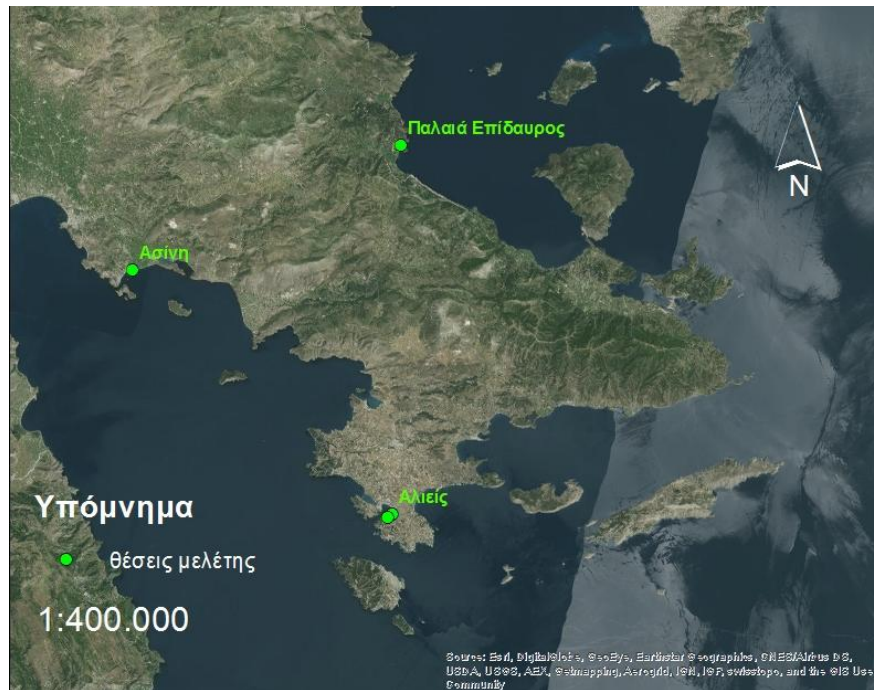 Παλαιά Επίδαυρος
N
Ασίνη
Αλιείς
Υπόμνημα
θέσεις μελέτης
1:400.000
Source: Esri, DigitalGlobe, GeoEye, Earthstar Geographics, CNES/Airbus DS,
USDA, USGS, AEX, Getmapping, Aerogrid, IGN, IGP, swisstopo, and the GIS Use
Community